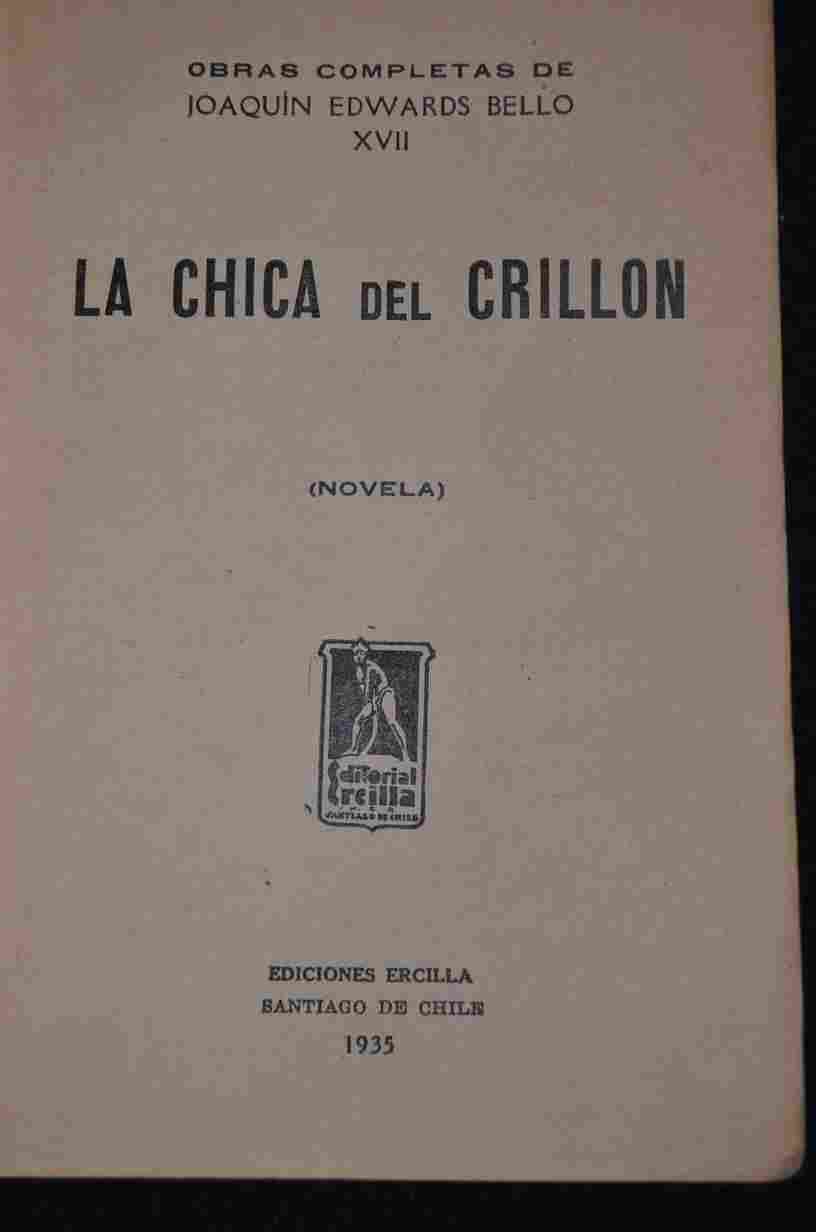 OBRAS COMPLETAS DE
JOAQUÍN EDWARDS BELLO
XVII
LA CHICA DEL CRILLON
(NOVELA)
Editorial
Ercilla
SANTIAGO DE CHILE
EDICIONES ERCILLA
SANTIAGO DE CHILE
1935